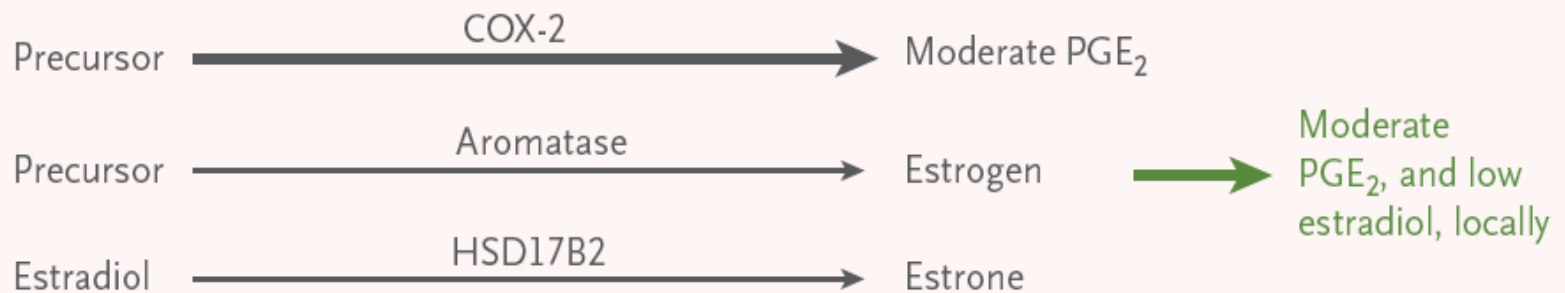 COX-2
Precursor
Moderate PGE₂
Aromatase
Precursor
Estrogen
Moderate
PGE₂, and low
estradiol, locally
HSD17B2
Estradiol
Estrone